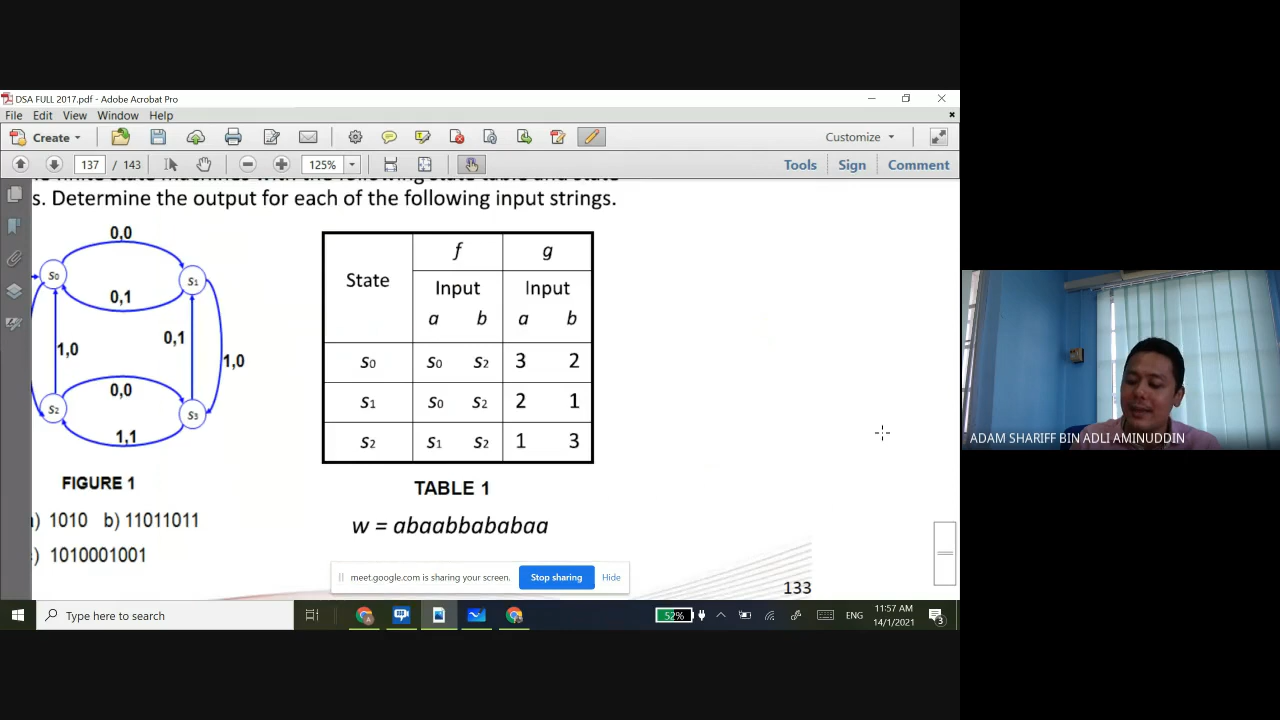 DSA FULL 2017.pdf - Adobe Acrobat Pro
File Edit View Window Help
Create Customize
137 / 143 125% Tools Sign Comment
s. Determine the output for each of the following input strings.
0,0
s0 s1
0,1
1,0 0,1 1,0
0,0
s2 s3
1,1
FIGURE 1
) 1010 b) 11011011
) 1010001001
State f g
Input Input
a b a b
s0 s0 s2 3 2
s1 s0 s2 2 1
s2 s1 s2 1 3
TABLE 1
w = abaabbababaa
meet.google.com is sharing your screen. Stop sharing Hide
133
Type here to search
52% ENG 11:57 AM
14/1/2021
3
ADAM SHARIFF BIN ADLI AMINUDDIN